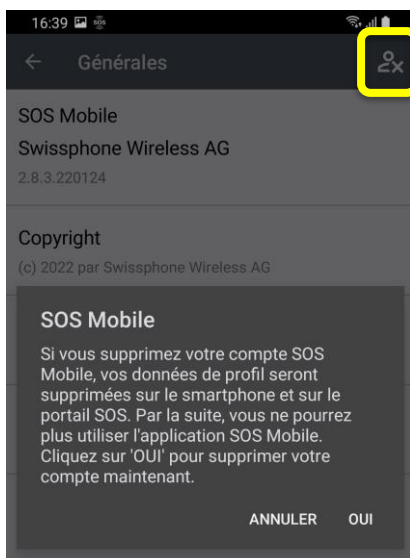 16:39 SOS
Générales
SOS Mobile
Swissphone Wireless AG
2.8.3.220124
Copyright
(c) 2022 par Swissphone Wireless AG
SOS Mobile
Si vous supprimez votre compte SOS
Mobile, vos données de profil seront
supprimées sur le smartphone et sur le
portail SOS. Par la suite, vous ne pourrez
plus utiliser l'application SOS Mobile.
Cliquez sur 'OUI' pour supprimer votre
compte maintenant.
ANNULER OUI